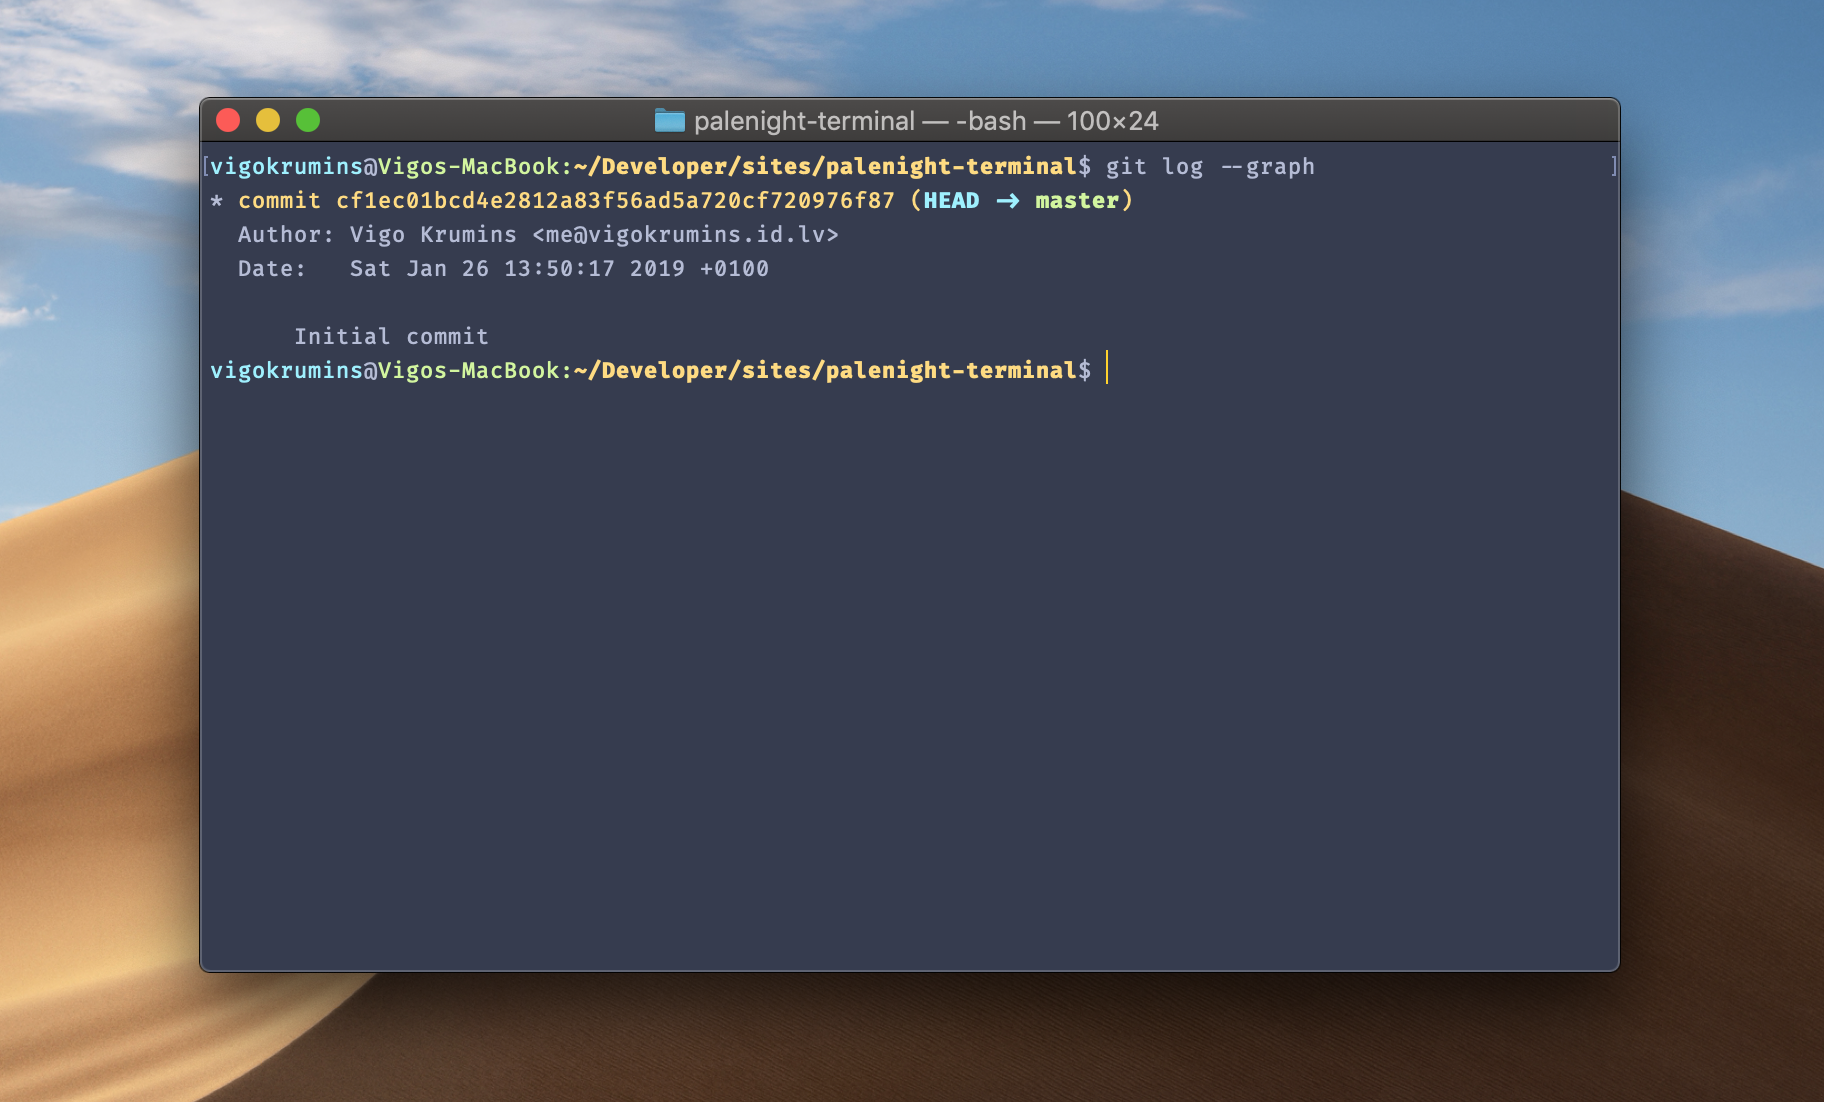 palenight-terminal — -bash — 100×24
[vigokrumins@Vigos-MacBook:~/Developer/sites/palenight-terminal$ git log --graph ]
* commit cf1ec01bcd4e2812a83f56ad5a720cf720976f87 (HEAD -> master)
Author: Vigo Krumins <me@vigokrumins.id.lv>
Date:   Sat Jan 26 13:50:17 2019 +0100
Initial commit
vigokrumins@Vigos-MacBook:~/Developer/sites/palenight-terminal$